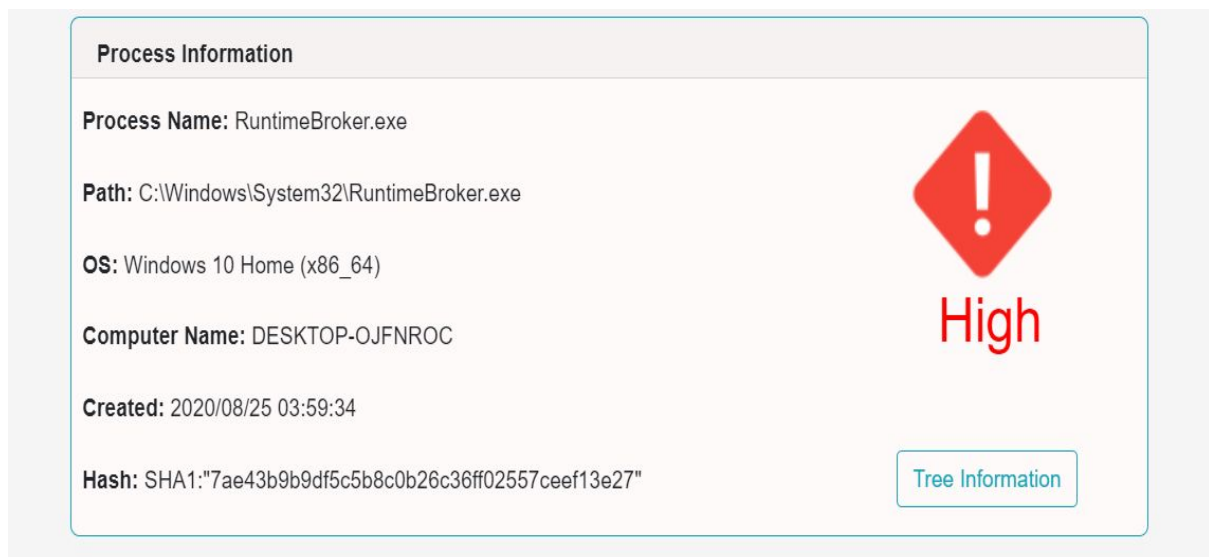 Process Information
Process Name: RuntimeBroker.exe
Path: C:\Windows\System32\RuntimeBroker.exe
OS: Windows 10 Home (x86_64)
High
Computer Name: DESKTOP-OJFNROC
Created: 2020/08/25 03:59:34
Hash: SHA1:"7ae43b9b9df5c5b8c0b26c36ff02557ceef13e27"
Tree Information